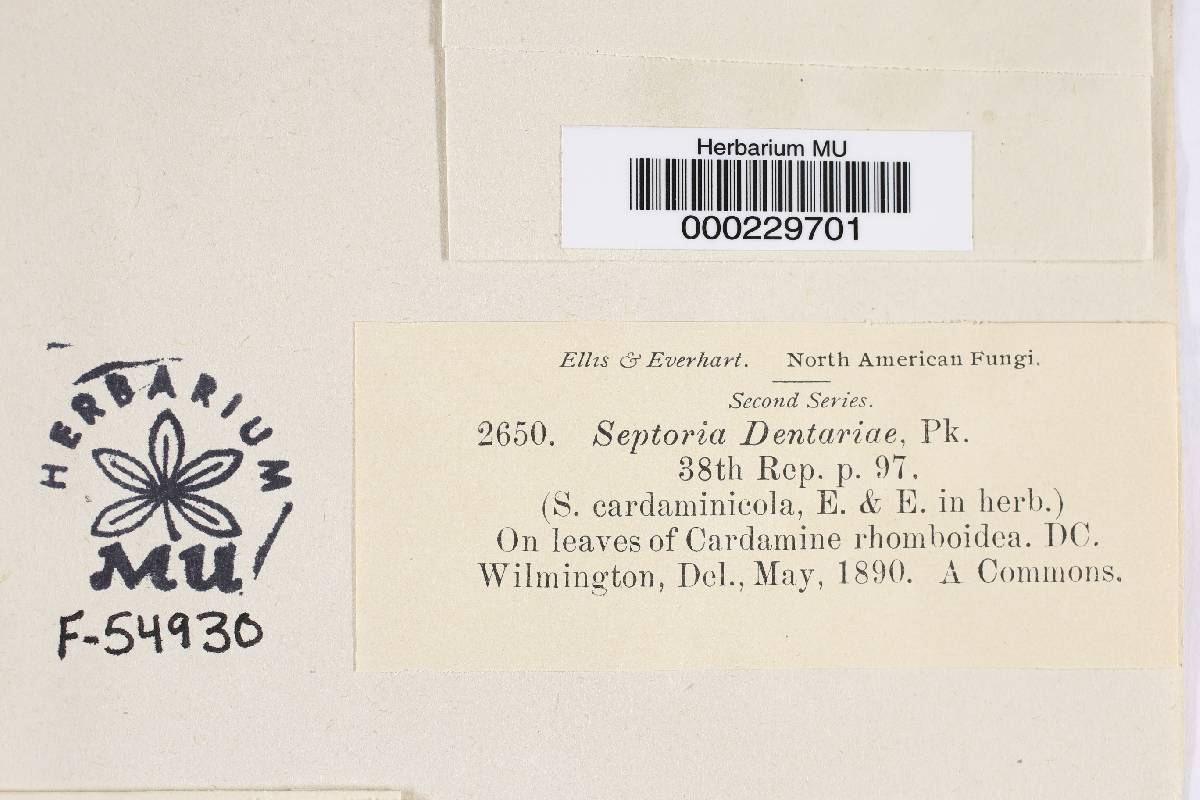 Herbarium MU
000229701
Ellis & Everhart. North American Fungi.
Second Series.
2650. Septoria Dentariae, Pk.
38th Rep. p. 97.
(S. cardaminicola, E. & E. in herb.)
On leaves of Cardamine rhomboidea. DC.
Wilmington, Del., May, 1890. A Commons.
HERBARIUM
MU
F-54930